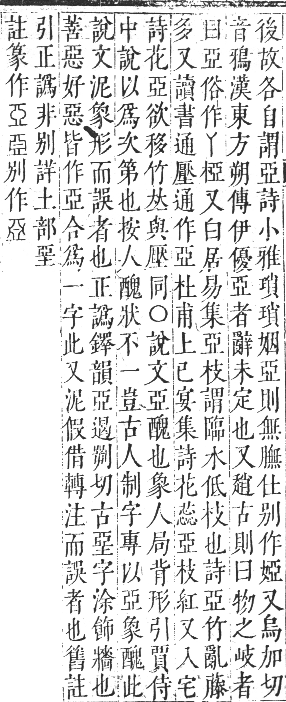 後故各自謂亞詩小雅瑣瑣姻亞則無膴仕别作婭又烏加切
音鴉漢東方朔傳伊優亞者辭未定也又趙古則曰物之岐者
曰亞俗作丫椏又白居易集亞枝謂臨水低枝也詩亞竹亂藤
多又讀書通壓通作亞杜甫上巳宴集詩花蕊亞枝紅又入宅
詩花亞欲移竹𠀤與壓同○說文亞醜也象人局背形引賈侍
中說以爲次第也按人醜狀不一豈古人制字專以亞象醜此
說文泥象形而誤者也正譌鐸韻亞遏鄂切古堊字涂飾牆也
善惡好惡皆作亞合爲一字此又泥假借轉注而誤者也舊註
引正譌非别詳土部堊
註篆作亞亞别作亞